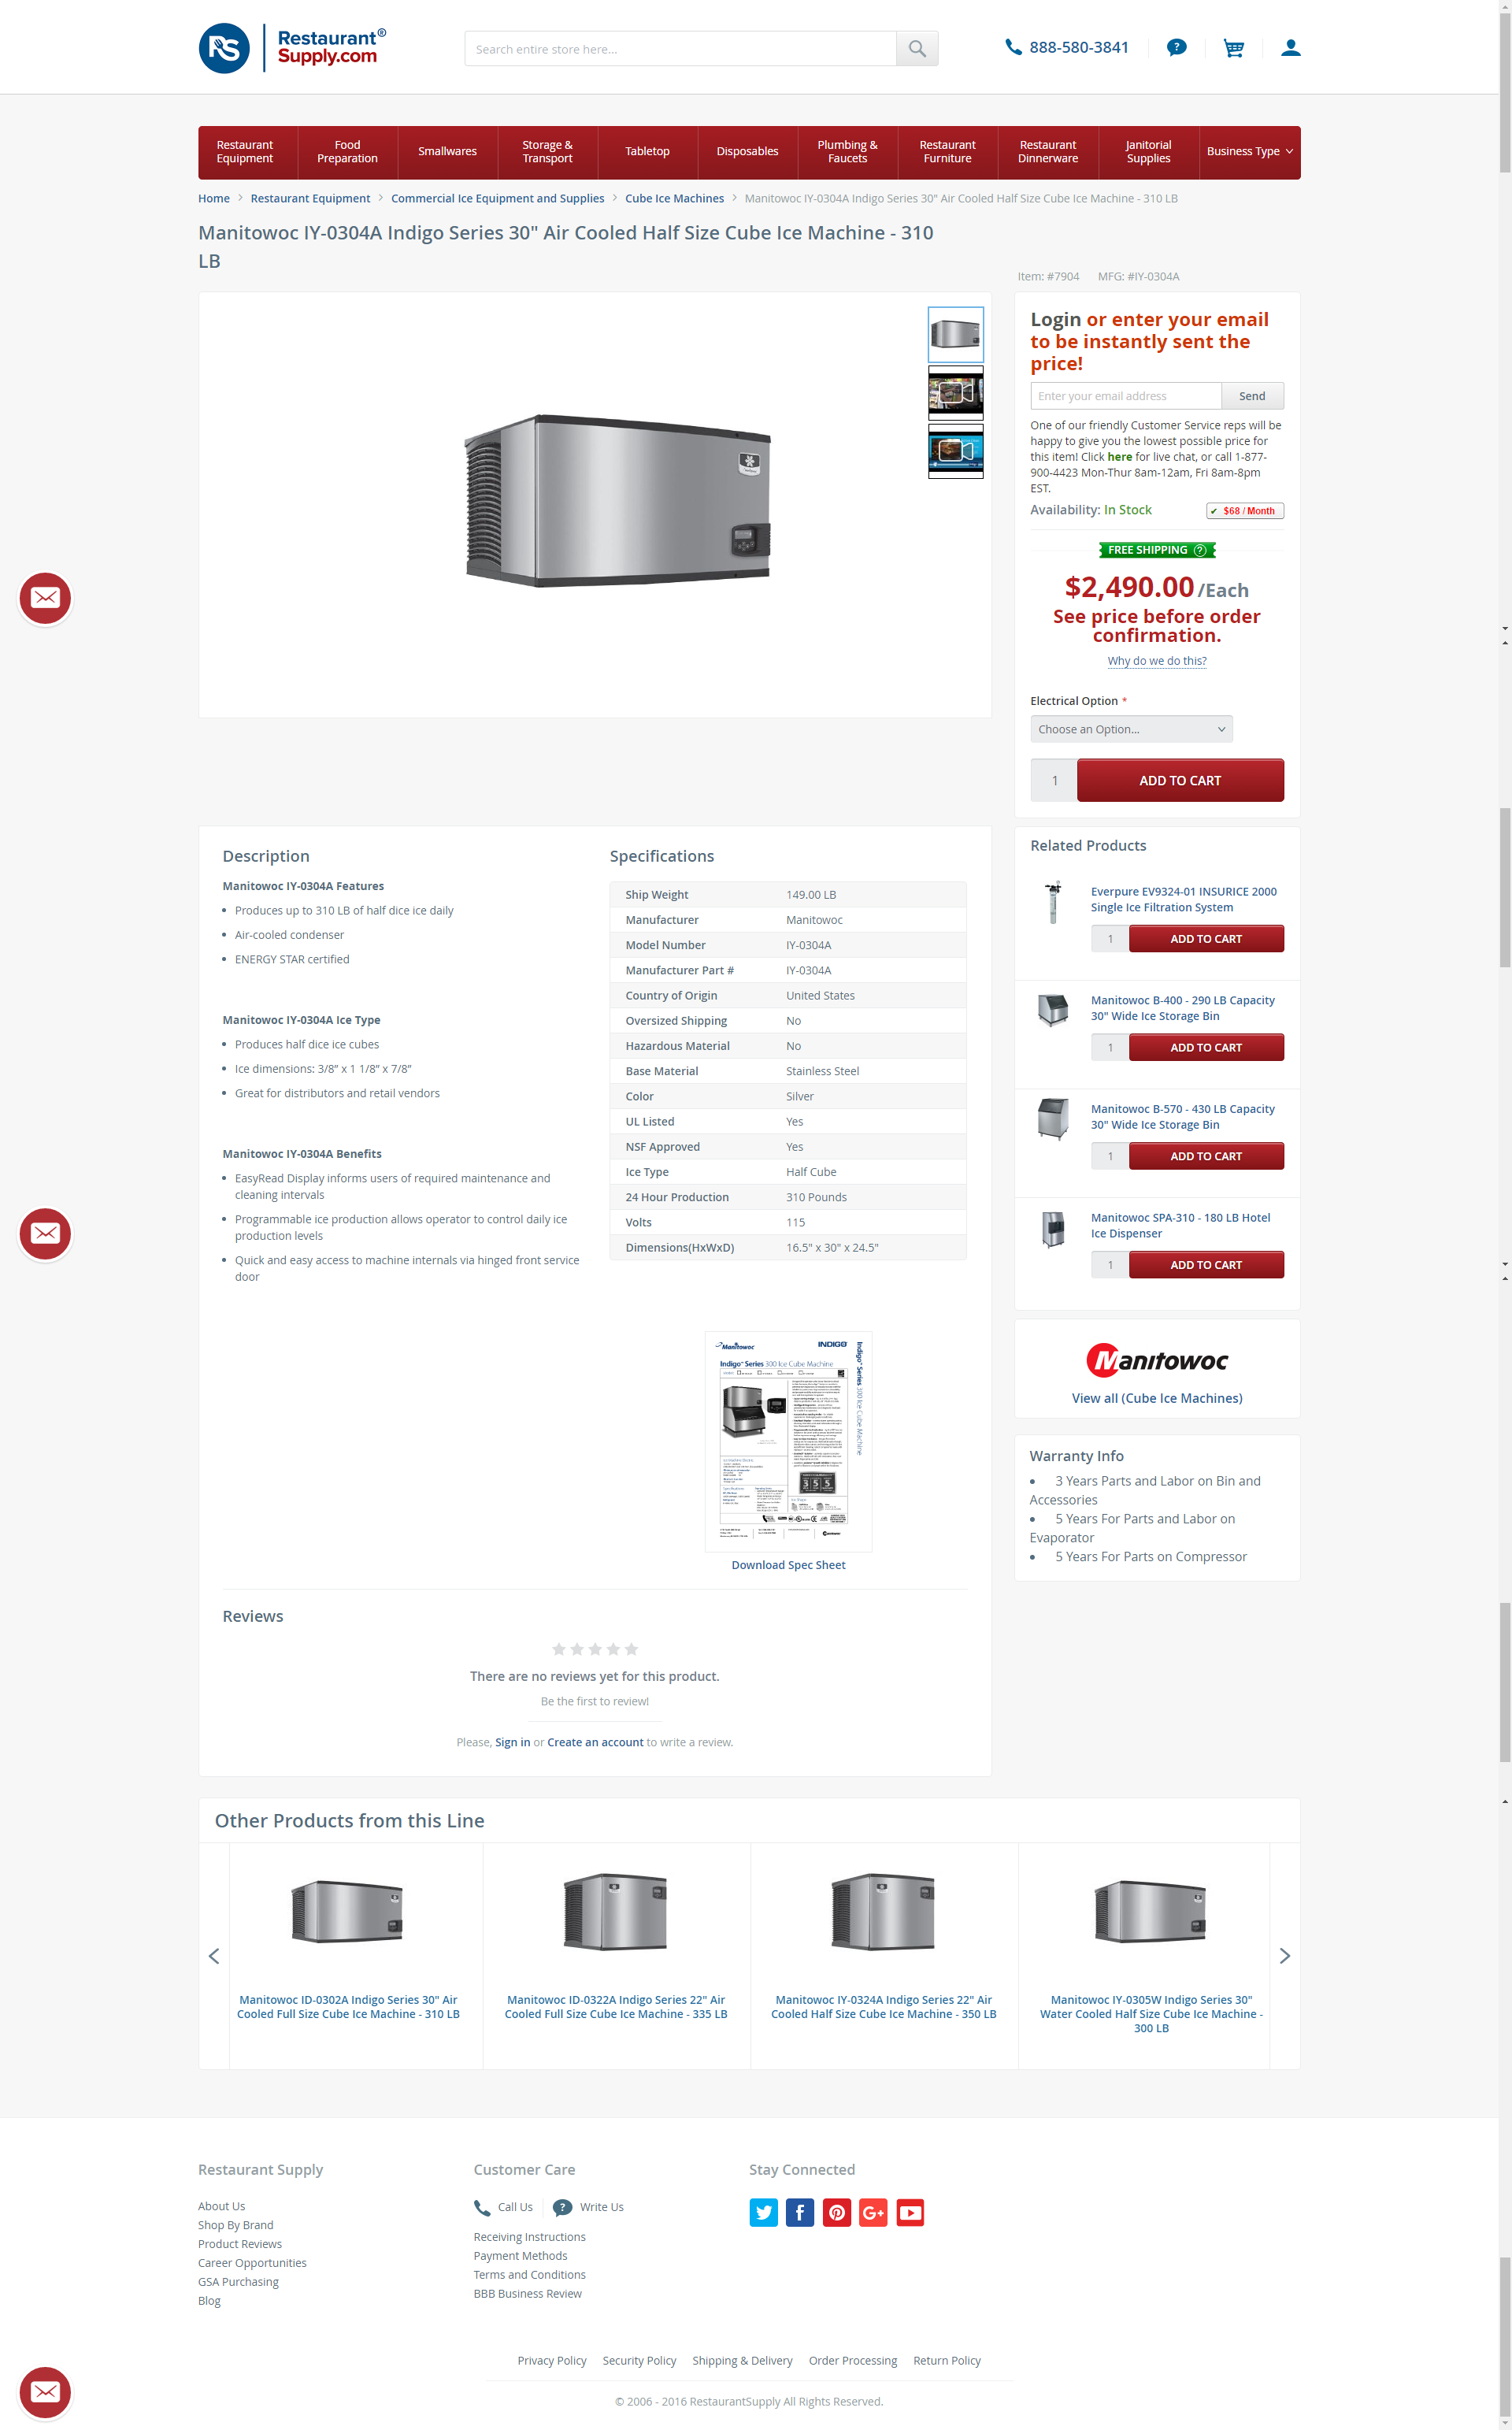 RS Restaurant®
Supply.com
Search entire store here...
888-580-3841
Restaurant Equipment
Food Preparation
Smallwares
Storage & Transport
Tabletop
Disposables
Plumbing & Faucets
Restaurant Furniture
Restaurant Dinnerware
Janitorial Supplies
Business Type
Home > Restaurant Equipment > Commercial Ice Equipment and Supplies > Cube Ice Machines > Manitowoc IY-0304A Indigo Series 30" Air Cooled Half Size Cube Ice Machine - 310 LB
Manitowoc IY-0304A Indigo Series 30" Air Cooled Half Size Cube Ice Machine - 310
LB
Item: #7904 MFG: #IY-0304A
Login or enter your email
to be instantly sent the
price!
Enter your email address Send
One of our friendly Customer Service reps will be
happy to give you the lowest possible price for
this item! Click here for live chat, or call 1-877-
900-4423 Mon-Thur 8am-12am, Fri 8am-8pm
EST.
Availability: In Stock
✔ $68 / Month
FREE SHIPPING ?
$2,490.00 /Each
See price before order
confirmation.
Why do we do this?
Electrical Option *
Choose an Option...
1 ADD TO CART
Description
Manitowoc IY-0304A Features
Produces up to 310 LB of half dice ice daily
Air-cooled condenser
ENERGY STAR certified
Manitowoc IY-0304A Ice Type
Produces half dice ice cubes
Ice dimensions: 3/8” x 1 1/8” x 7/8”
Great for distributors and retail vendors
Manitowoc IY-0304A Benefits
EasyRead Display informs users of required maintenance and
cleaning intervals
Programmable ice production allows operator to control daily ice
production levels
Quick and easy access to machine internals via hinged front service
door
Specifications
Ship Weight 149.00 LB
Manufacturer Manitowoc
Model Number IY-0304A
Manufacturer Part # IY-0304A
Country of Origin United States
Oversized Shipping No
Hazardous Material No
Base Material Stainless Steel
Color Silver
UL Listed Yes
NSF Approved Yes
Ice Type Half Cube
24 Hour Production 310 Pounds
Volts 115
Dimensions(HxWxD) 16.5" x 30" x 24.5"
Manitowoc INDIGO
Indigo™ Series 300 Ice Cube Machine
Indigo™ Series 300 Ice Cube Machine
Download Spec Sheet
Related Products
Everpure EV9324-01 INSURICE 2000
Single Ice Filtration System
1 ADD TO CART
Manitowoc B-400 - 290 LB Capacity
30" Wide Ice Storage Bin
1 ADD TO CART
Manitowoc B-570 - 430 LB Capacity
30" Wide Ice Storage Bin
1 ADD TO CART
Manitowoc SPA-310 - 180 LB Hotel
Ice Dispenser
1 ADD TO CART
Manitowoc
View all (Cube Ice Machines)
Warranty Info
3 Years Parts and Labor on Bin and
Accessories
5 Years For Parts and Labor on
Evaporator
5 Years For Parts on Compressor
Reviews
There are no reviews yet for this product.
Be the first to review!
Please, Sign in or Create an account to write a review.
Other Products from this Line
Manitowoc ID-0302A Indigo Series 30" Air
Cooled Full Size Cube Ice Machine - 310 LB
Manitowoc ID-0322A Indigo Series 22" Air
Cooled Full Size Cube Ice Machine - 335 LB
Manitowoc IY-0324A Indigo Series 22" Air
Cooled Half Size Cube Ice Machine - 350 LB
Manitowoc IY-0305W Indigo Series 30"
Water Cooled Half Size Cube Ice Machine -
300 LB
Restaurant Supply
About Us
Shop By Brand
Product Reviews
Career Opportunities
GSA Purchasing
Blog
Customer Care
Call Us ? Write Us
Receiving Instructions
Payment Methods
Terms and Conditions
BBB Business Review
Stay Connected
Privacy Policy Security Policy Shipping & Delivery Order Processing Return Policy
© 2006 - 2016 RestaurantSupply All Rights Reserved.